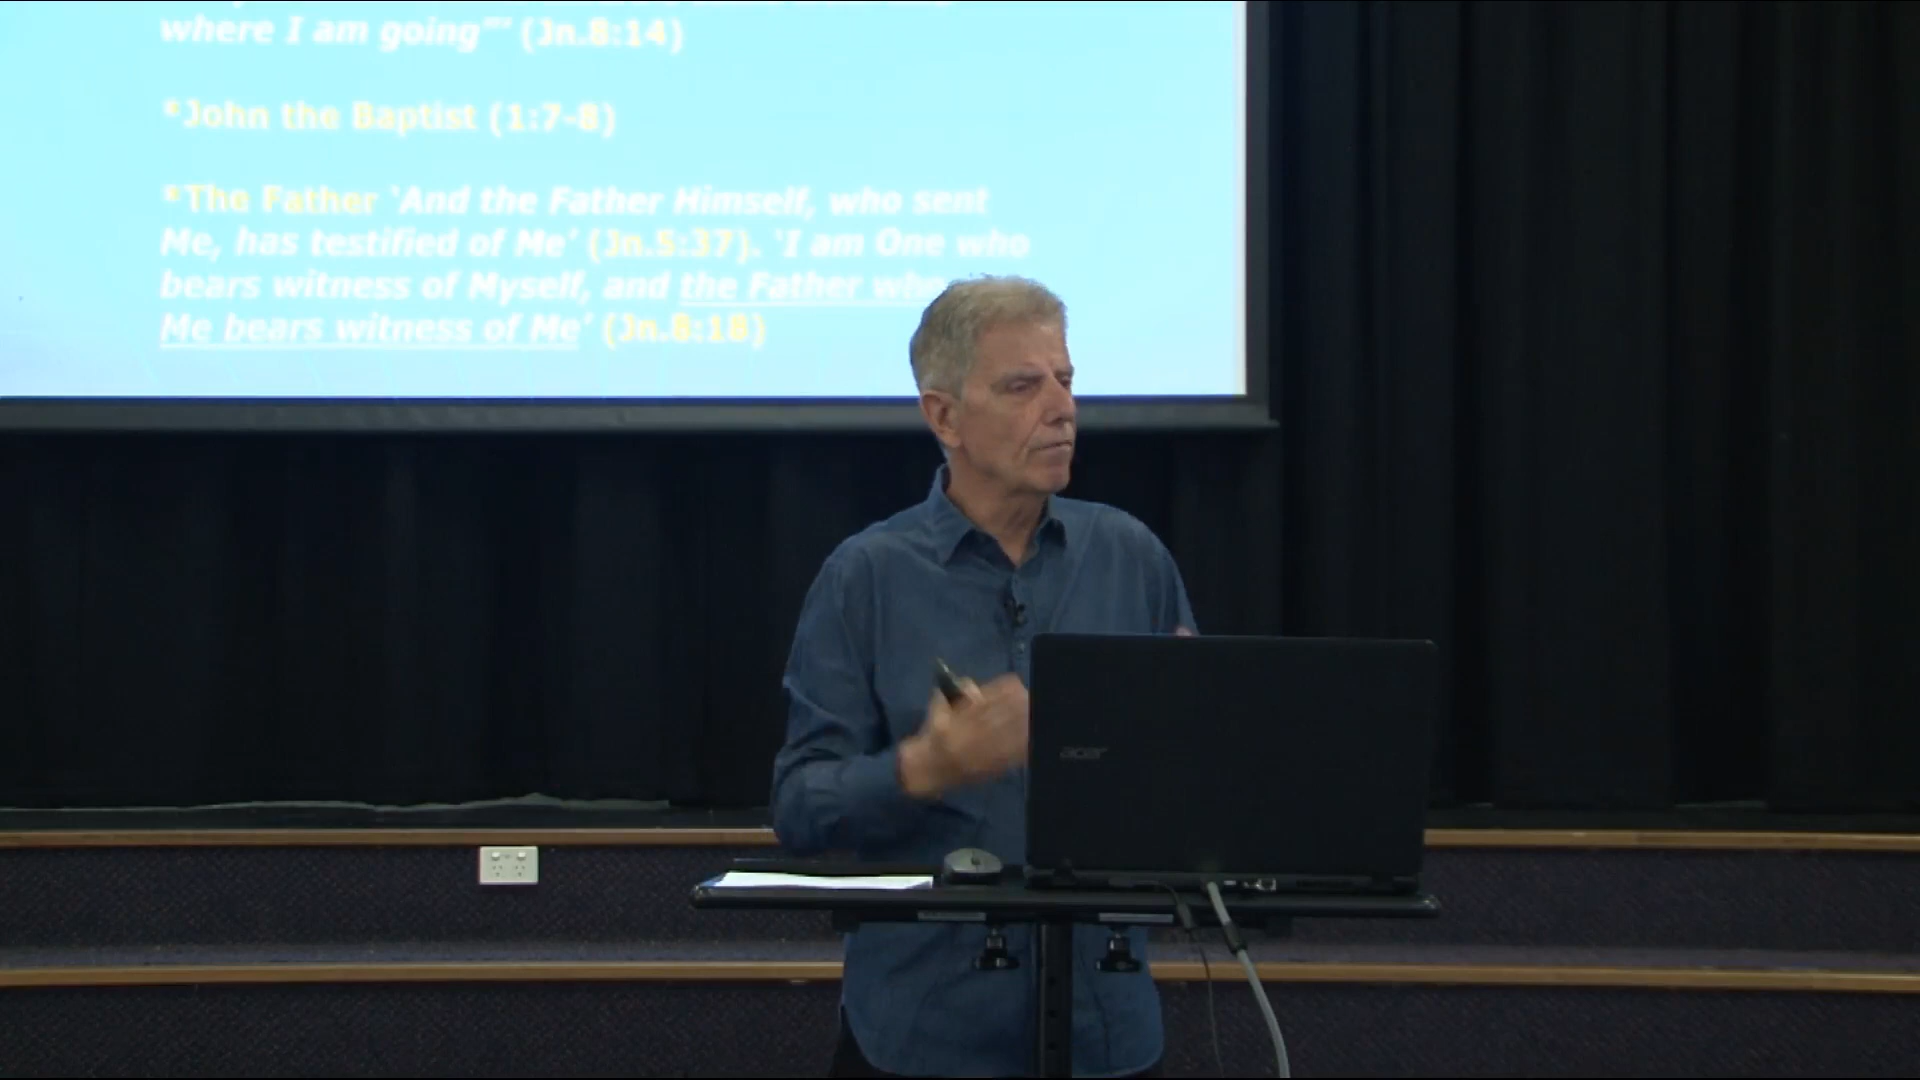 where I am going"' (Jn.8:14)
*John the Baptist (1:7-8)
*The Father 'And the Father Himself, who sent
Me, has testified of Me' (Jn.5:37). 'I am One who
bears witness of Myself, and the Father who
Me bears witness of Me' (Jn.8:18)
acer